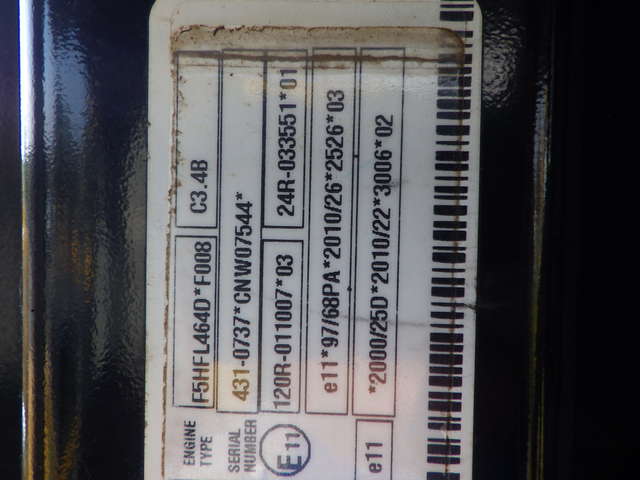 ENGINE TYPE F5HFL464D*F008 C3.4B
SERIAL NUMBER 431-0737*CNW07544*
E11 120R-011007*03 24R-033551*01
e11*97/68PA*2010/26*2526*03
e11 *2000/25D*2010/22*3006*02